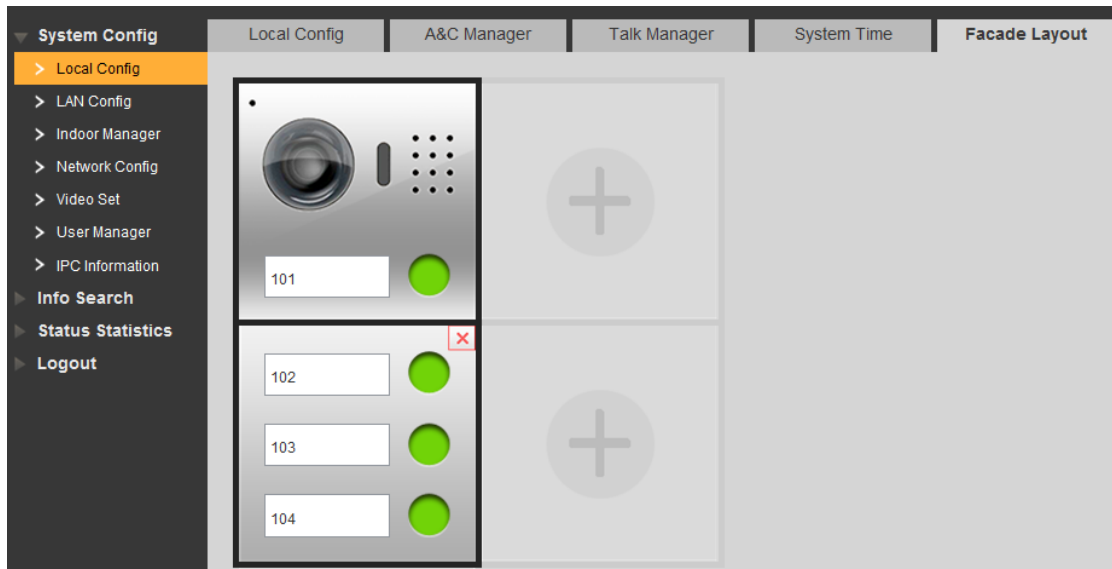 System Config
Local Config
LAN Config
Indoor Manager
Network Config
Video Set
User Manager
IPC Information
Info Search
Status Statistics
Logout
Local Config A&C Manager Talk Manager System Time Facade Layout
101
102
103
104